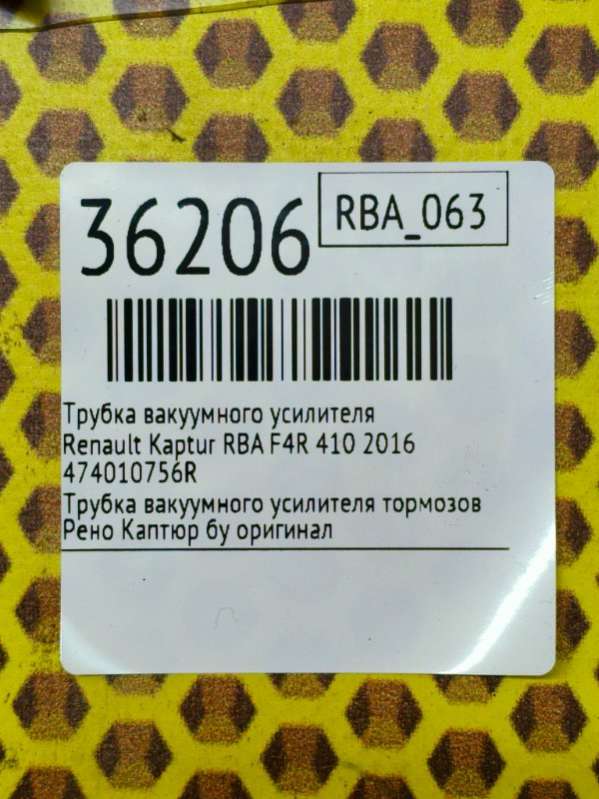 36206
RBA_063
Трубка вакуумного усилителя
Renault Kaptur RBA F4R 410 2016
474010756R
Трубка вакуумного усилителя тормозов
Рено Каптюр бу оригинал